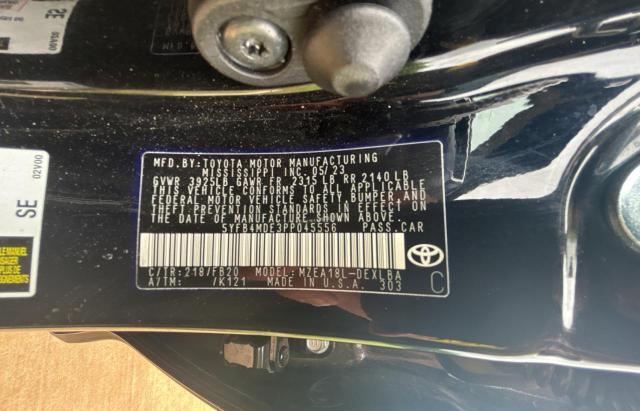 MFD.BY: TOYOTA MOTOR MANUFACTURING
MISSISSIPPI, INC. 05/23
GVWR 3925LB GAWR FR 2315LB RR 2140LB
THIS VEHICLE CONFORMS TO ALL APPLICABLE
FEDERAL MOTOR VEHICLE SAFETY, BUMPER, AND
THEFT PREVENTION STANDARDS IN EFFECT ON
THE DATE OF MANUFACTURE SHOWN ABOVE.
5YFB4MDE3PP045556 PASS.CAR
C/TR: 218/FB20 MODEL: MZEA18L-DEXLBA
A/TM: /K121 MADE IN U.S.A. 303
C
SE
02V00
SE